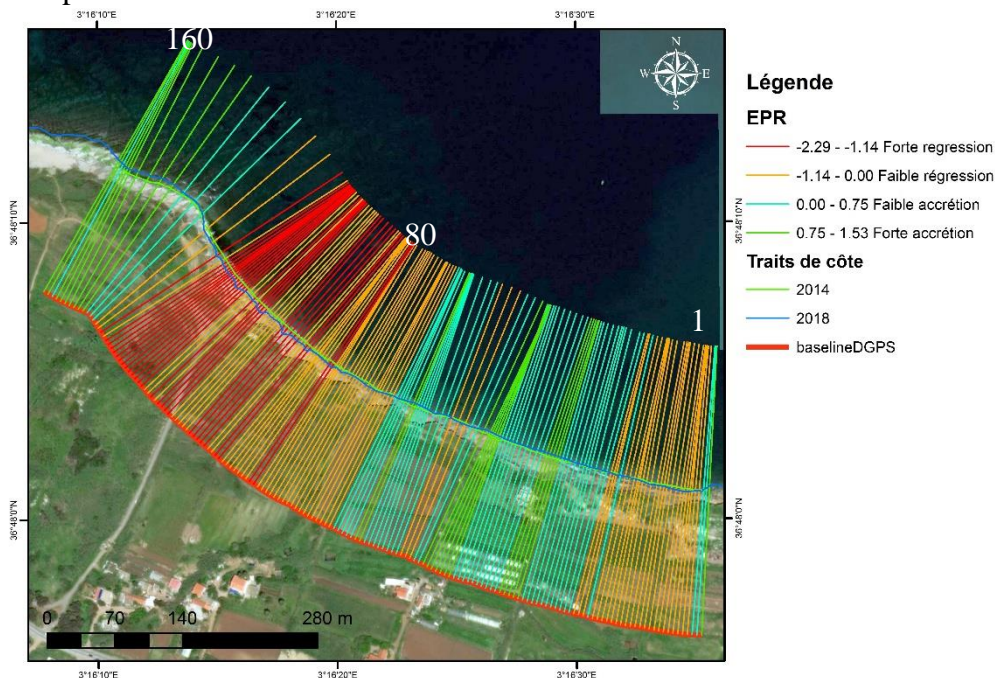 3°16'10"E 3°16'20"E 3°16'30"E
160
80
1
N
W E
S
36°48'10"N
36°48'0"N
36°48'10"N
36°48'0"N
0 70 140 280 m
3°16'10"E 3°16'20"E 3°16'30"E
Légende
EPR
-2.29 - -1.14 Forte regression
-1.14 - 0.00 Faible régression
0.00 - 0.75 Faible accrétion
0.75 - 1.53 Forte accrétion
Traits de côte
2014
2018
baselineDGPS